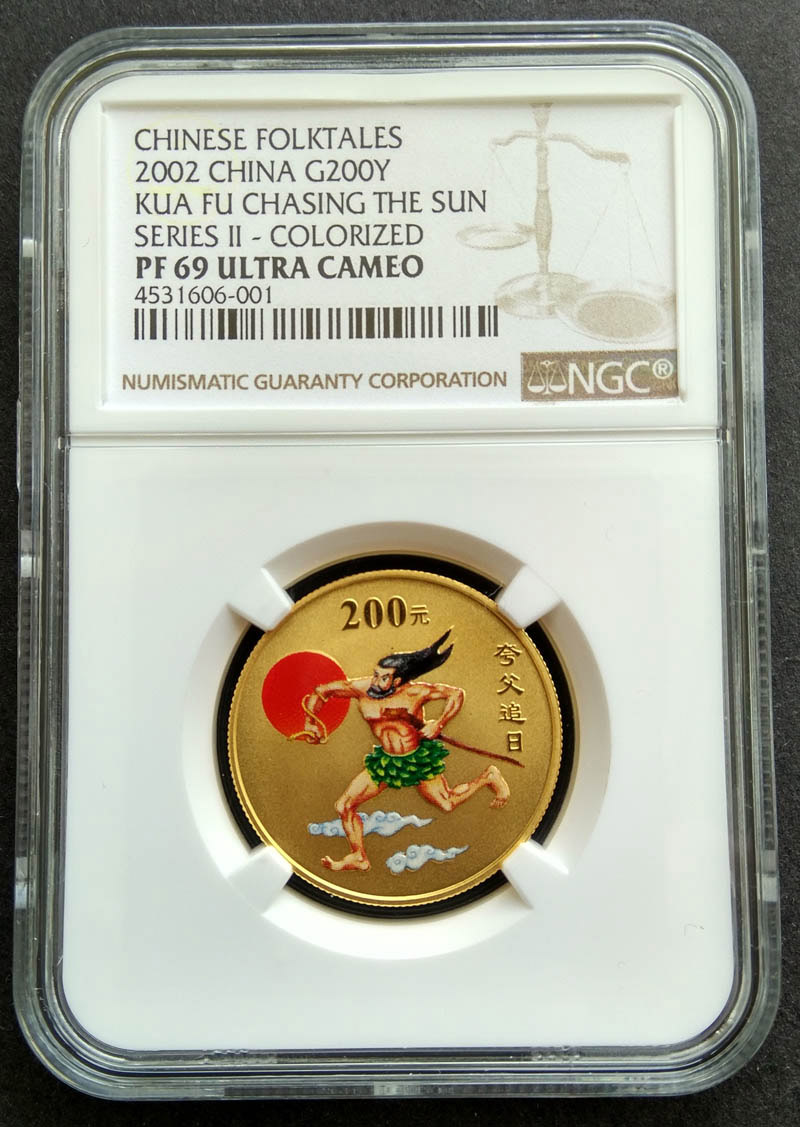 CHINESE FOLKTALES
2002 CHINA G200Y
KUA FU CHASING THE SUN
SERIES II - COLORIZED
PF 69 ULTRA CAMEO
4531606-001
NUMISMATIC GUARANTY CORPORATION
NGC®
200元
夸父追日